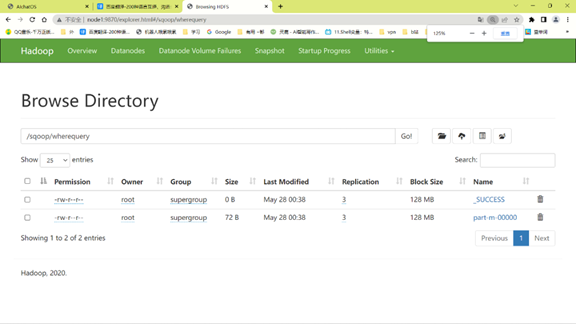 AIchatOS
Browsing HDFS
不安全 | node1:9870/explorer.html#/sqoop/wherequery
Google
vpn
125%
Hadoop Overview Datanodes Datanode Volume Failures Snapshot Startup Progress Utilities
Browse Directory
/sqoop/wherequery Go!
Show 25 entries Search:
Permission Owner Group Size Last Modified Replication Block Size Name
-rw-r--r-- root supergroup 0 B May 28 00:38 3 128 MB _SUCCESS
-rw-r--r-- root supergroup 72 B May 28 00:38 3 128 MB part-m-00000
Showing 1 to 2 of 2 entries
Previous 1 Next
Hadoop, 2020.